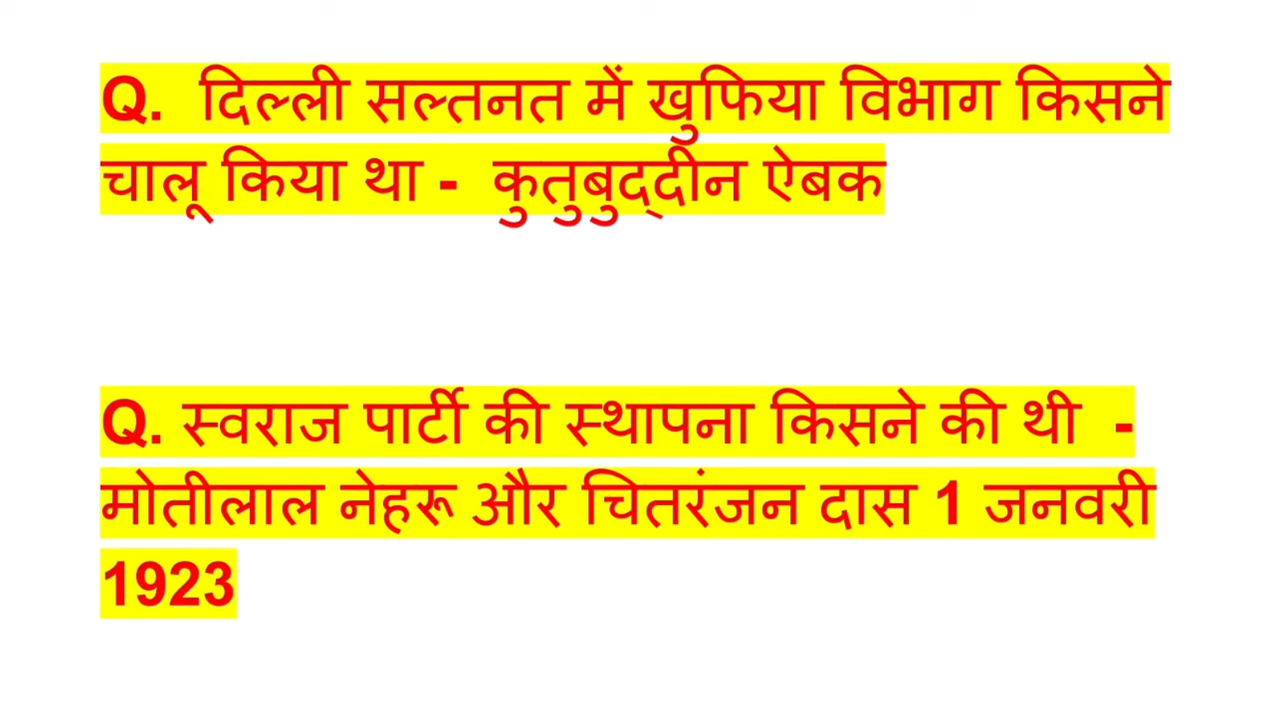 Q.  दिल्ली सल्तनत में खुफिया विभाग किसने
चालू किया था -  कुतुबुद्दीन ऐबक
Q. स्वराज पार्टी की स्थापना किसने की थी  -
मोतीलाल नेहरू और चितरंजन दास 1 जनवरी
1923